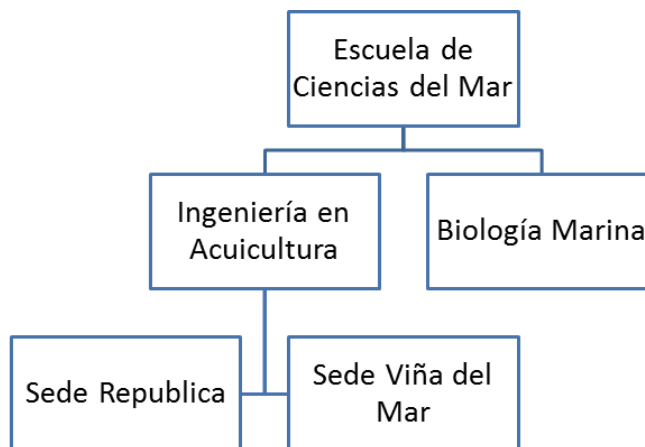 Escuela de
Ciencias del Mar
Ingeniería en
Acuicultura
Biología Marina
Sede Republica
Sede Viña del
Mar